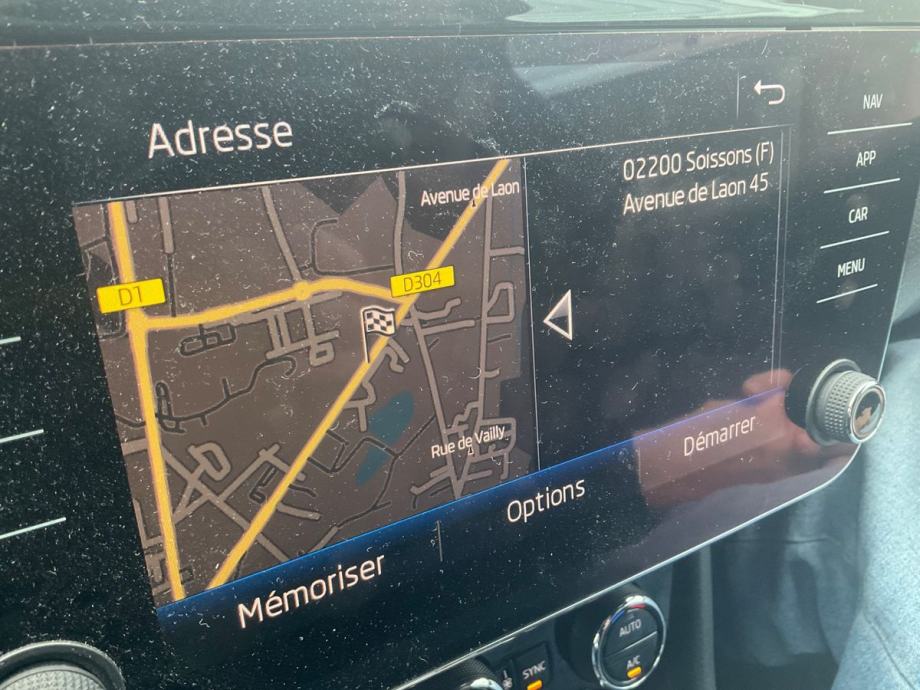 NAV
Adresse
02200 Soissons (F)
Avenue de Laon 45
APP
CAR
MENU
Avenue de Laon
D1
D304
Rue de Vailly
Démarrer
Options
Mémoriser
AUTO
A/C
SYNC